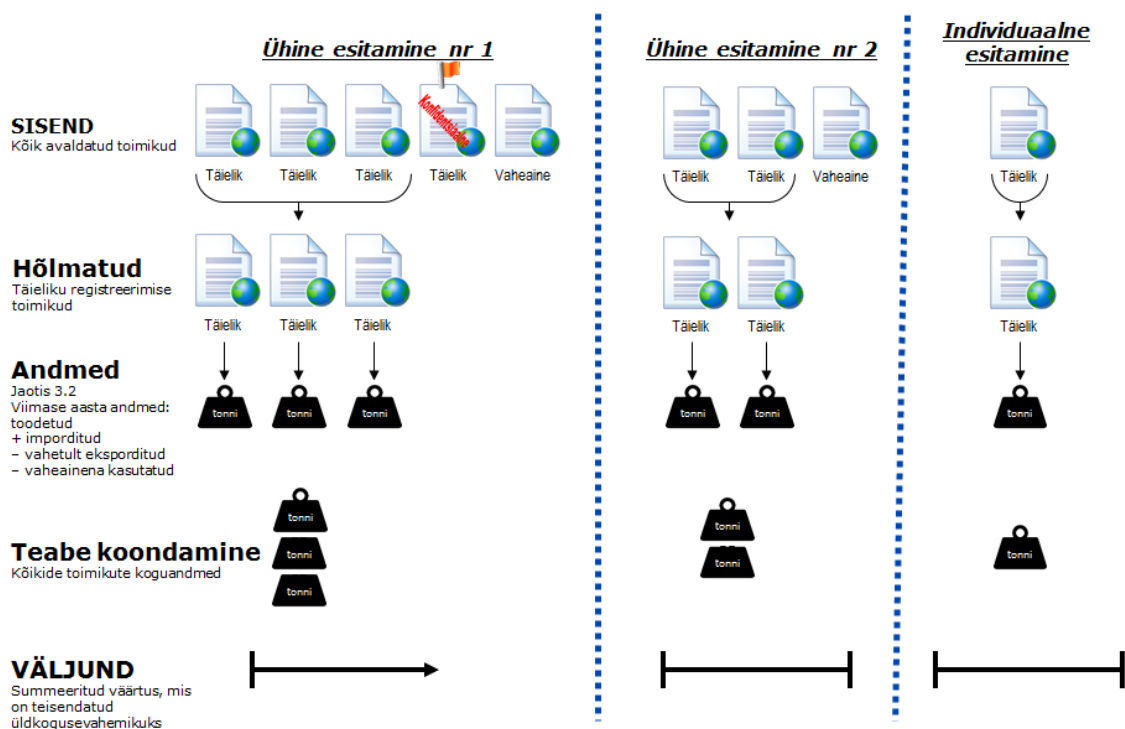 Ühine esitamine nr 1
Ühine esitamine nr 2
Individuaalne
esitamine
SISEND
Kõik avaldatud toimikud
Konfidentsiaalne
Täielik
Täielik
Täielik
Täielik
Vaheaine
Täielik
Täielik
Vaheaine
Täielik
Hõlmatud
Täieliku registreerimise
toimikud
Täielik
Täielik
Täielik
Täielik
Täielik
Täielik
Andmed
Jaotis 3.2
Viimase aasta andmed:
toodetud
+ imporditud
– vahetult eksporditud
– vaheainena kasutatud
tonni
tonni
tonni
tonni
tonni
tonni
Teabe koondamine
Kõikide toimikute koguandmed
tonni
tonni
tonni
tonni
tonni
tonni
VÄLJUND
Summeeritud väärtus, mis
on teisendatud
üldkogusevahemikuks